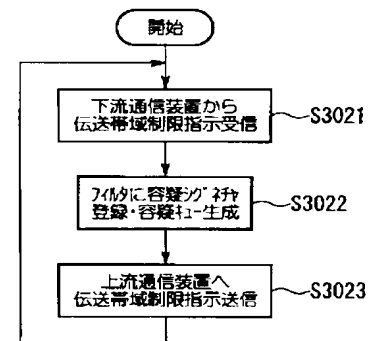 開始
下流通信装置から
伝送帯域制限指示受信
S3021
フィルタに容疑シグネチャ
登録・容疑キュー生成
S3022
上流通信装置へ
伝送帯域制限指示送信
S3023